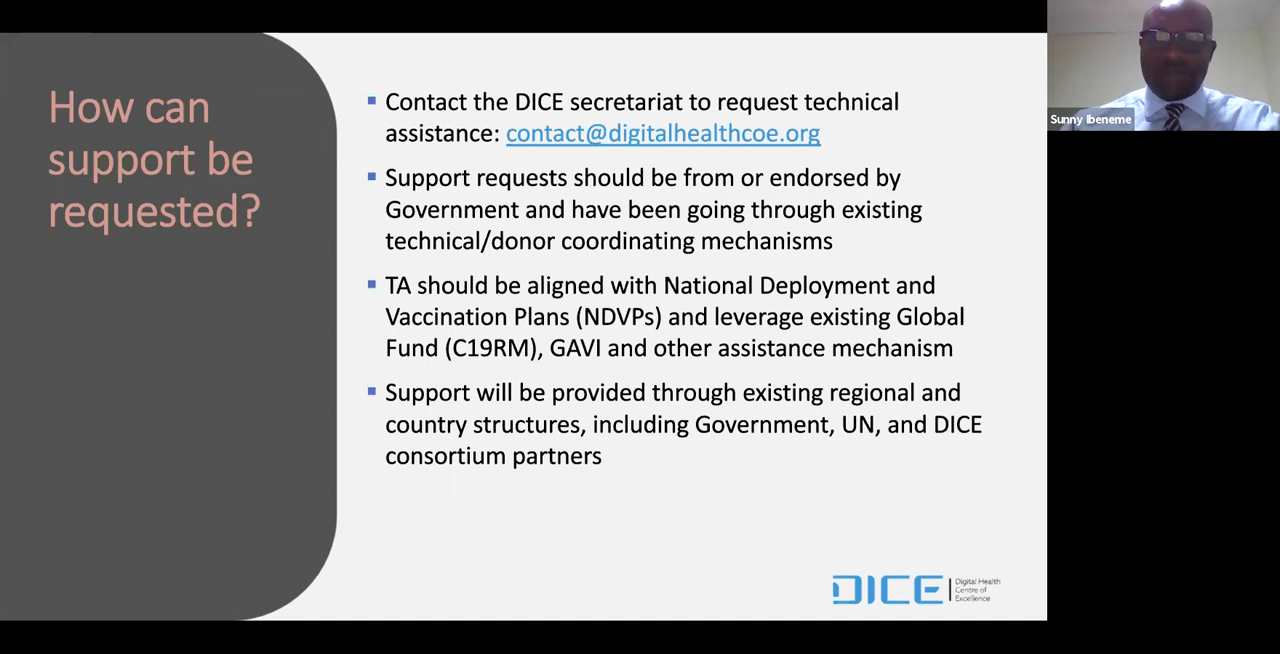 How can
support be
requested?
▪ Contact the DICE secretariat to request technical
assistance: contact@digitalhealthcoe.org
▪ Support requests should be from or endorsed by
Government and have been going through existing
technical/donor coordinating mechanisms
▪ TA should be aligned with National Deployment and
Vaccination Plans (NDVPs) and leverage existing Global
Fund (C19RM), GAVI and other assistance mechanism
▪ Support will be provided through existing regional and
country structures, including Government, UN, and DICE
consortium partners
DICE
Digital Health
Centre of
Excellence
Sunny Ibeneme